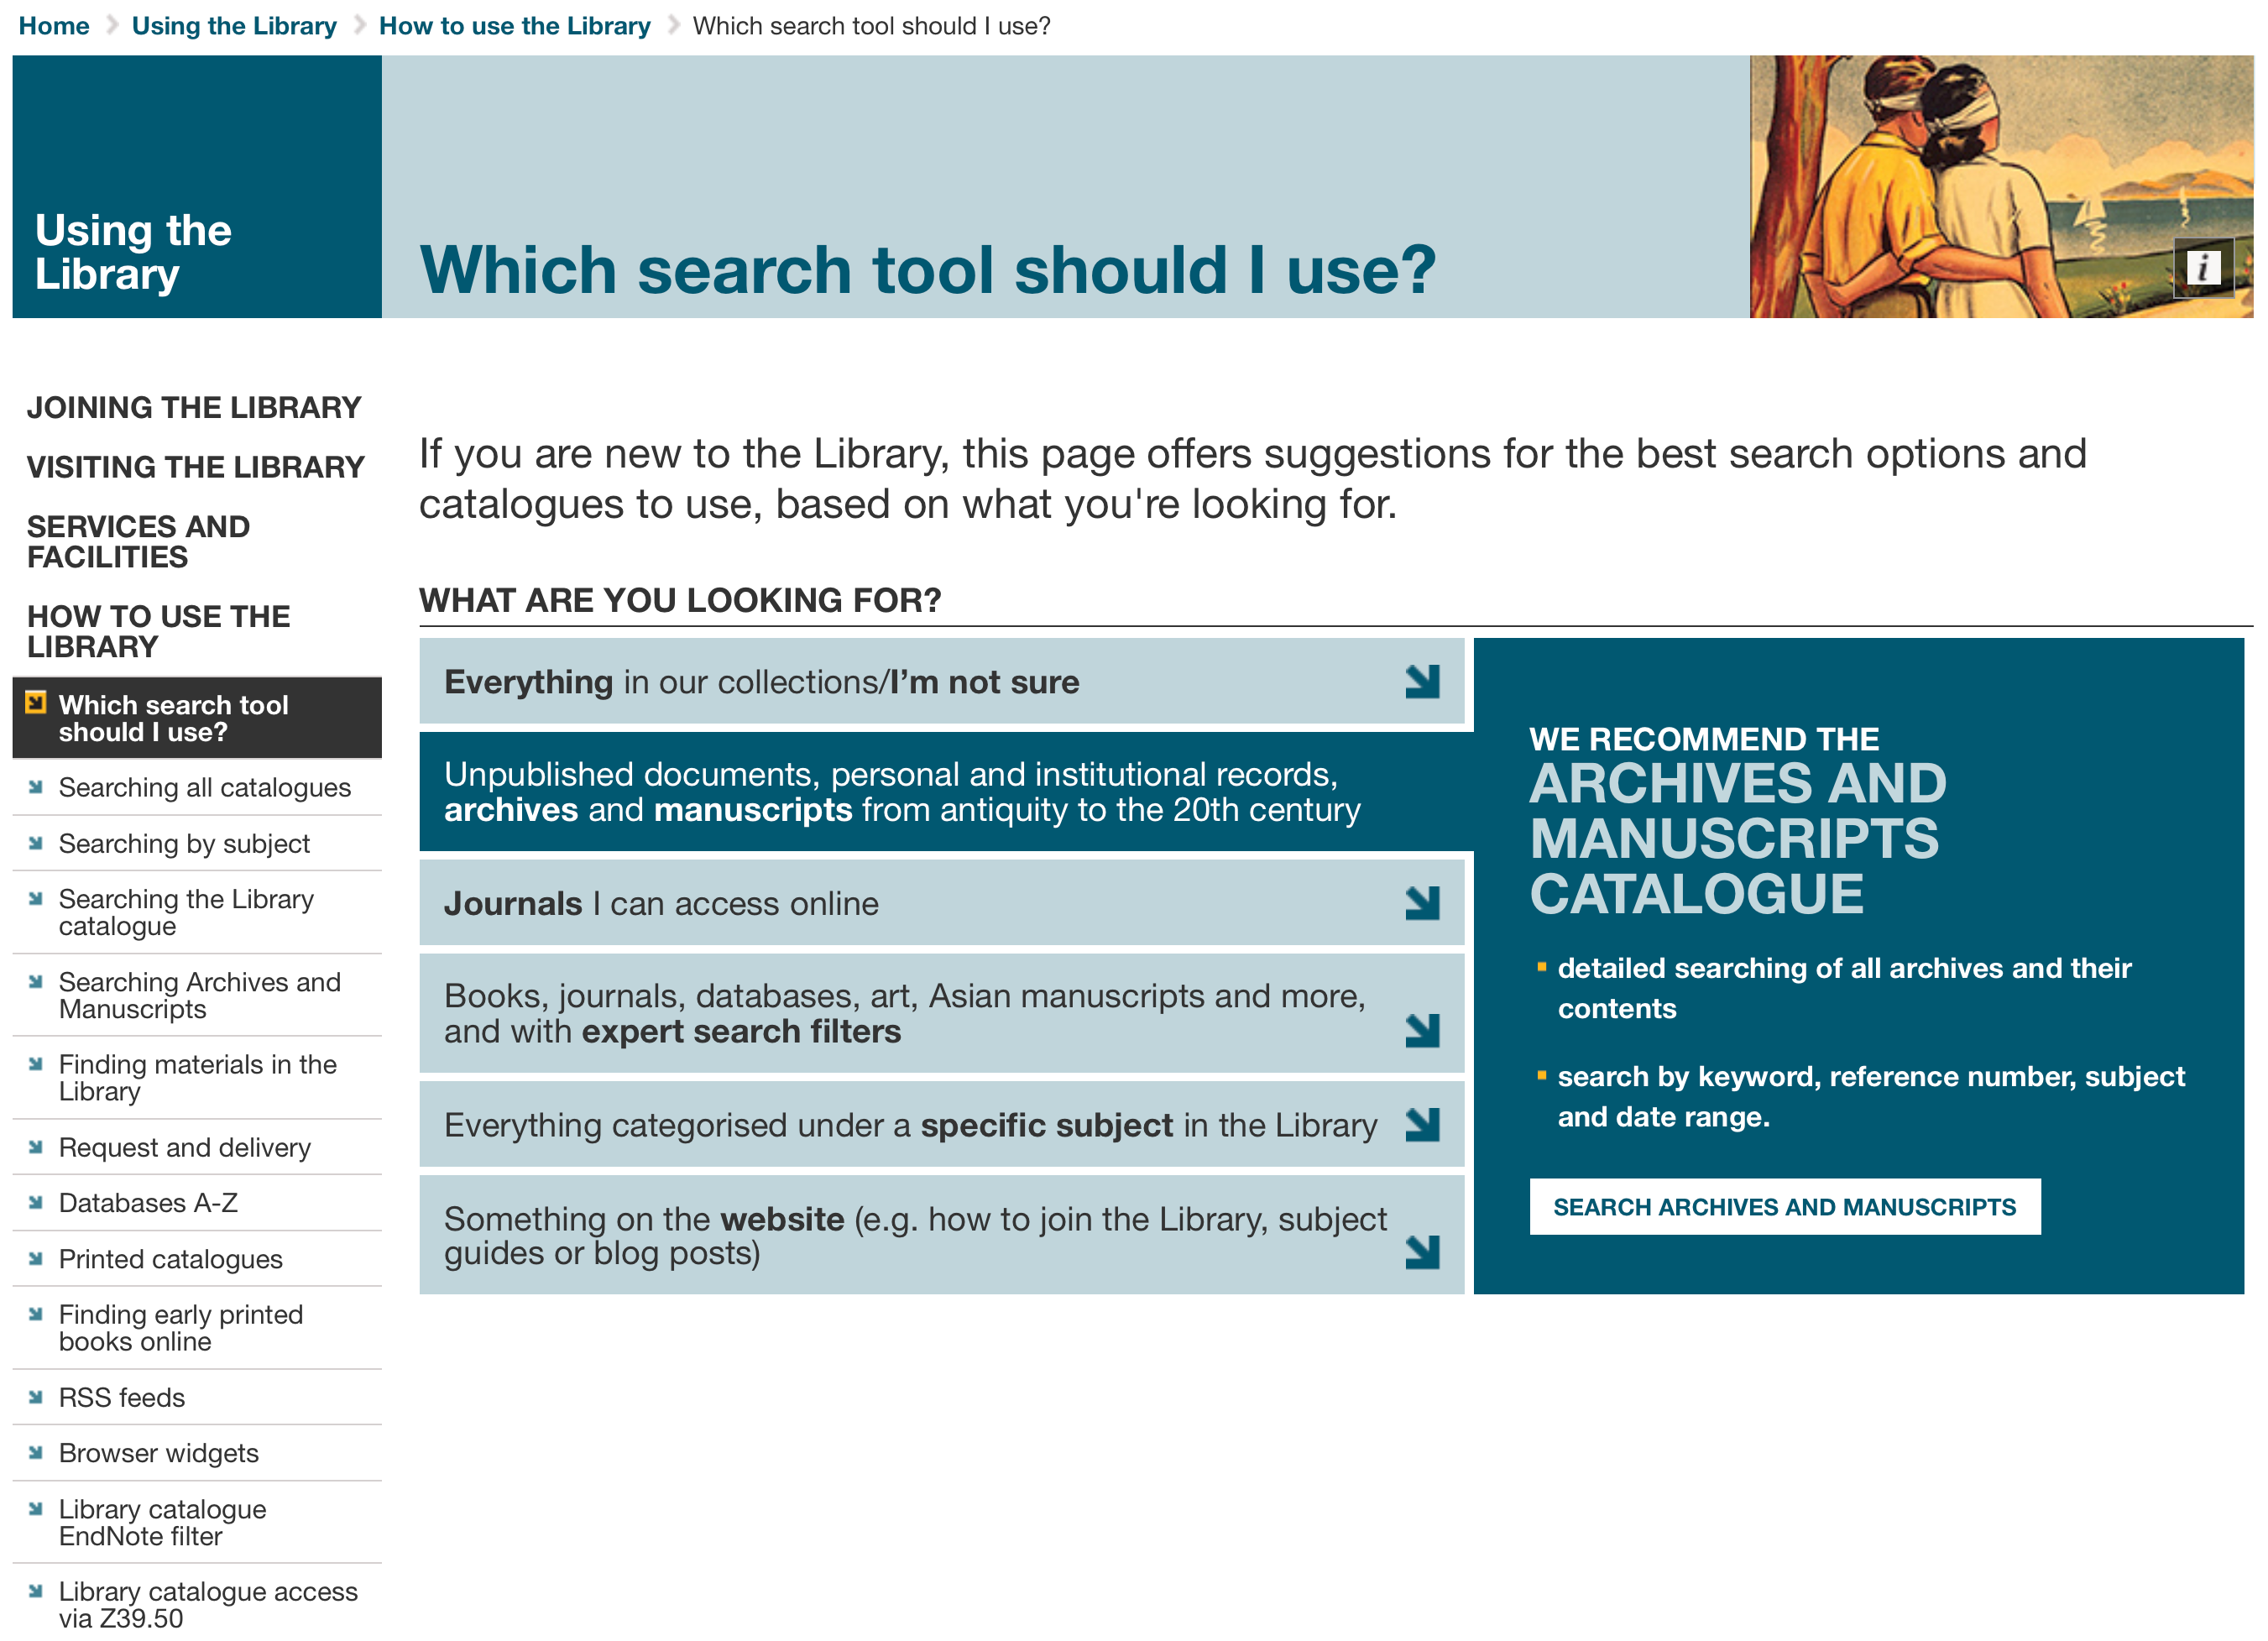 Home Using the Library How to use the Library Which search tool should I use?
Using the
Library
Which search tool should I use?
i
JOINING THE LIBRARY
VISITING THE LIBRARY
SERVICES AND
FACILITIES
HOW TO USE THE
LIBRARY
Which search tool
should I use?
Searching all catalogues
Searching by subject
Searching the Library
catalogue
Searching Archives and
Manuscripts
Finding materials in the
Library
Request and delivery
Databases A-Z
Printed catalogues
Finding early printed
books online
RSS feeds
Browser widgets
Library catalogue
EndNote filter
Library catalogue access
via Z39.50
If you are new to the Library, this page offers suggestions for the best search options and
catalogues to use, based on what you're looking for.
WHAT ARE YOU LOOKING FOR?
Everything in our collections/I’m not sure
Unpublished documents, personal and institutional records,
archives and manuscripts from antiquity to the 20th century
Journals I can access online
Books, journals, databases, art, Asian manuscripts and more,
and with expert search filters
Everything categorised under a specific subject in the Library
Something on the website (e.g. how to join the Library, subject
guides or blog posts)
WE RECOMMEND THE
ARCHIVES AND
MANUSCRIPTS
CATALOGUE
detailed searching of all archives and their
contents
search by keyword, reference number, subject
and date range.
SEARCH ARCHIVES AND MANUSCRIPTS